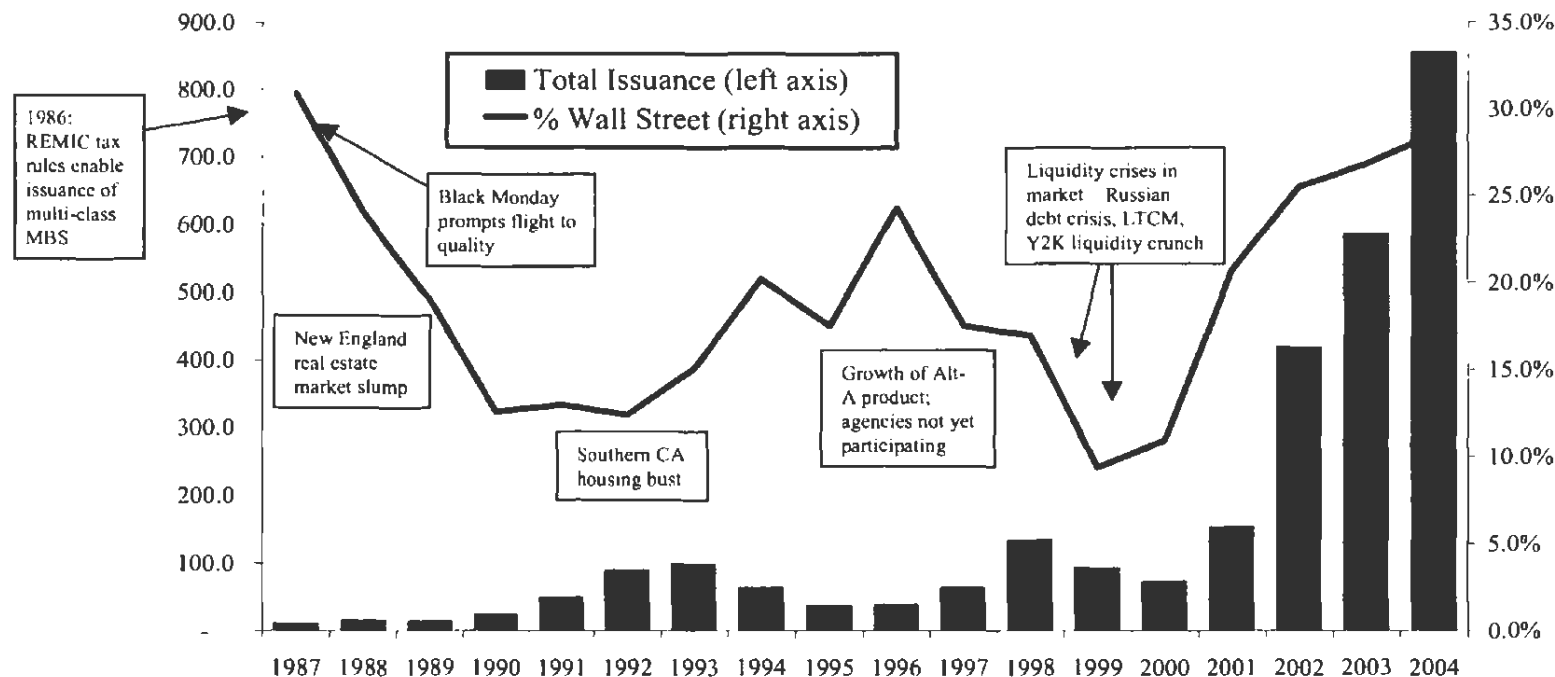 900.0
800.0
700.0
600.0
500.0
400.0
300.0
200.0
100.0
-
35.0%
30.0%
25.0%
20.0%
15.0%
10.0%
5.0%
0.0%
Total Issuance (left axis)
% Wall Street (right axis)
1986:
REMIC tax
rules enable
issuance of
multi-class
MBS
Black Monday
prompts flight to
quality
New England
real estate
market slump
Southern CA
housing bust
Growth of Alt-
A product;
agencies not yet
participating
Liquidity crises in
market Russian
debt crisis, LTCM,
Y2K liquidity crunch
1987 1988 1989 1990 1991 1992 1993 1994 1995 1996 1997 1998 1999 2000 2001 2002 2003 2004